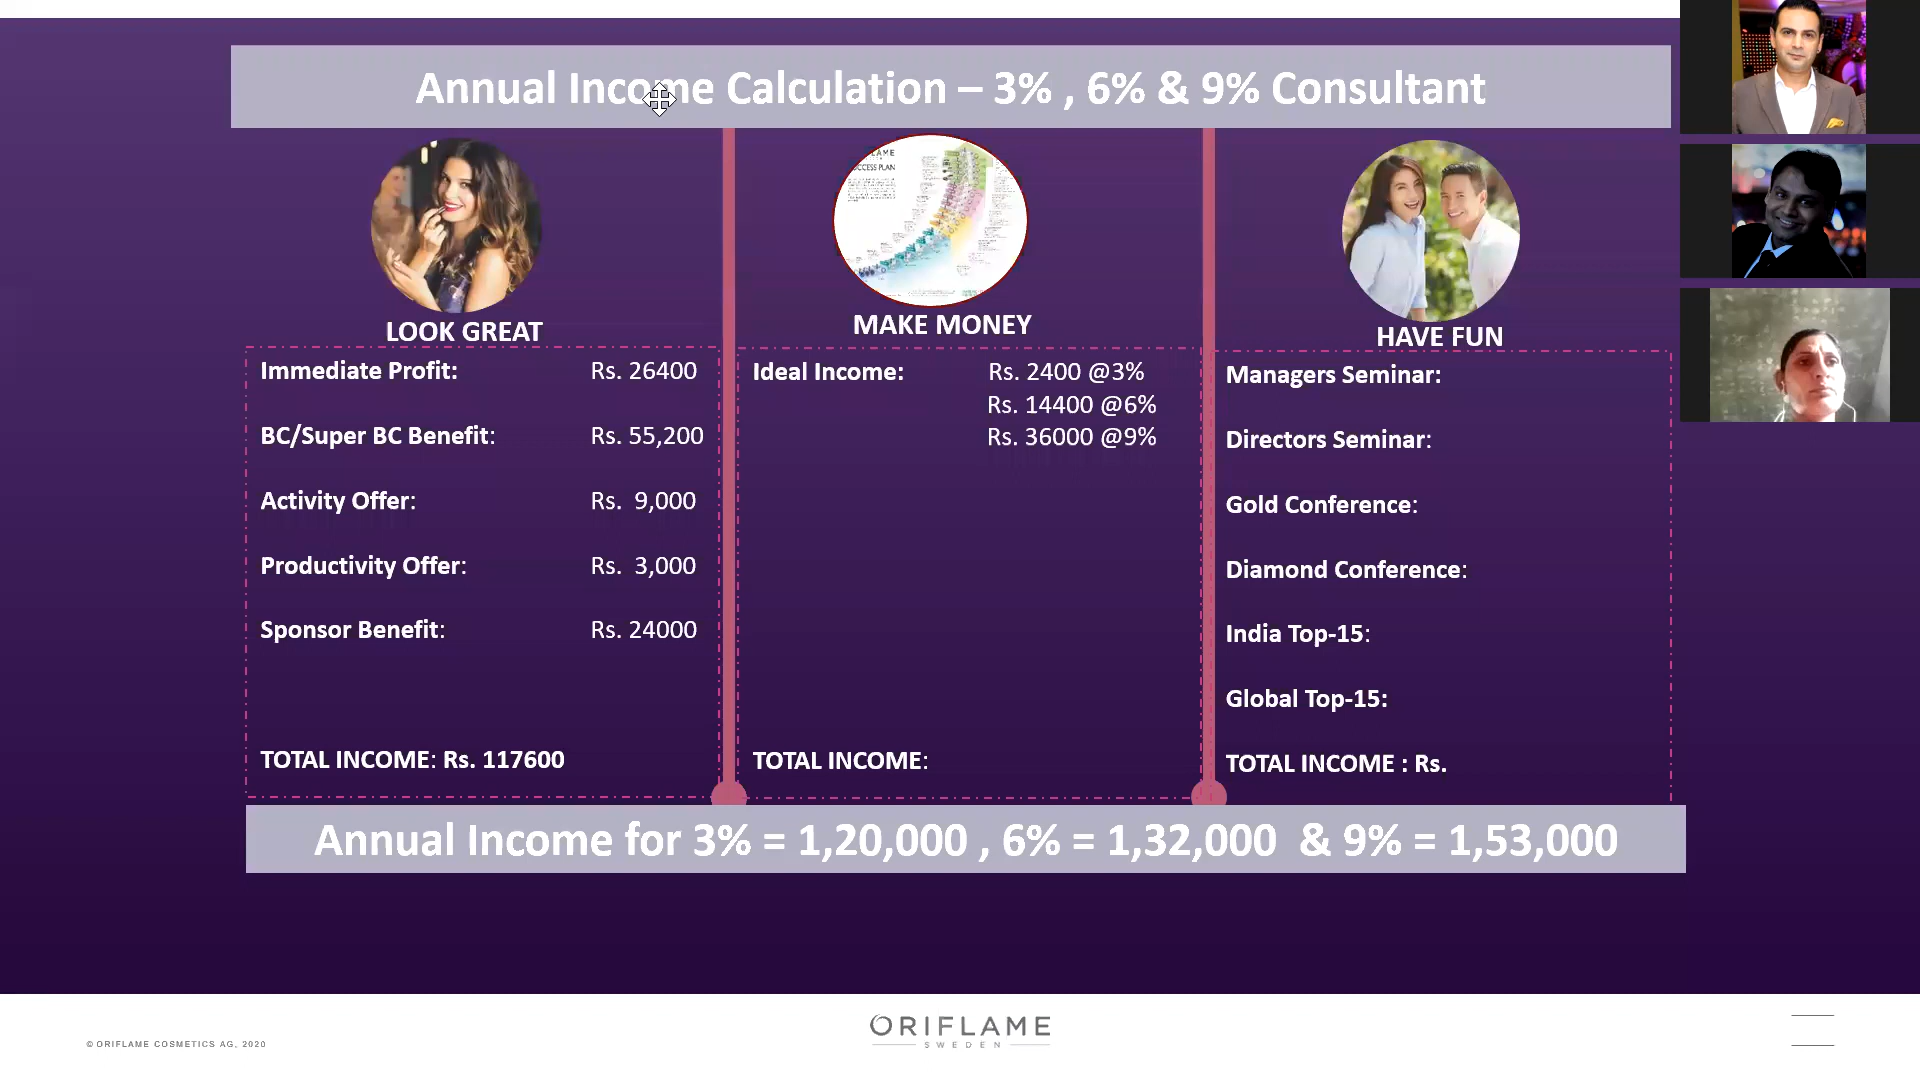 Annual Income Calculation – 3% , 6% & 9% Consultant
LOOK GREAT
Immediate Profit: Rs. 26400
BC/Super BC Benefit: Rs. 55,200
Activity Offer: Rs. 9,000
Productivity Offer: Rs. 3,000
Sponsor Benefit: Rs. 24000
TOTAL INCOME: Rs. 117600
MAKE MONEY
Ideal Income: Rs. 2400 @3%
Rs. 14400 @6%
Rs. 36000 @9%
TOTAL INCOME:
HAVE FUN
Managers Seminar:
Directors Seminar:
Gold Conference:
Diamond Conference:
India Top-15:
Global Top-15:
TOTAL INCOME : Rs.
Annual Income for 3% = 1,20,000 , 6% = 1,32,000 & 9% = 1,53,000
© ORIFLAME COSMETICS AG, 2020
ORIFLAME
SWEDEN